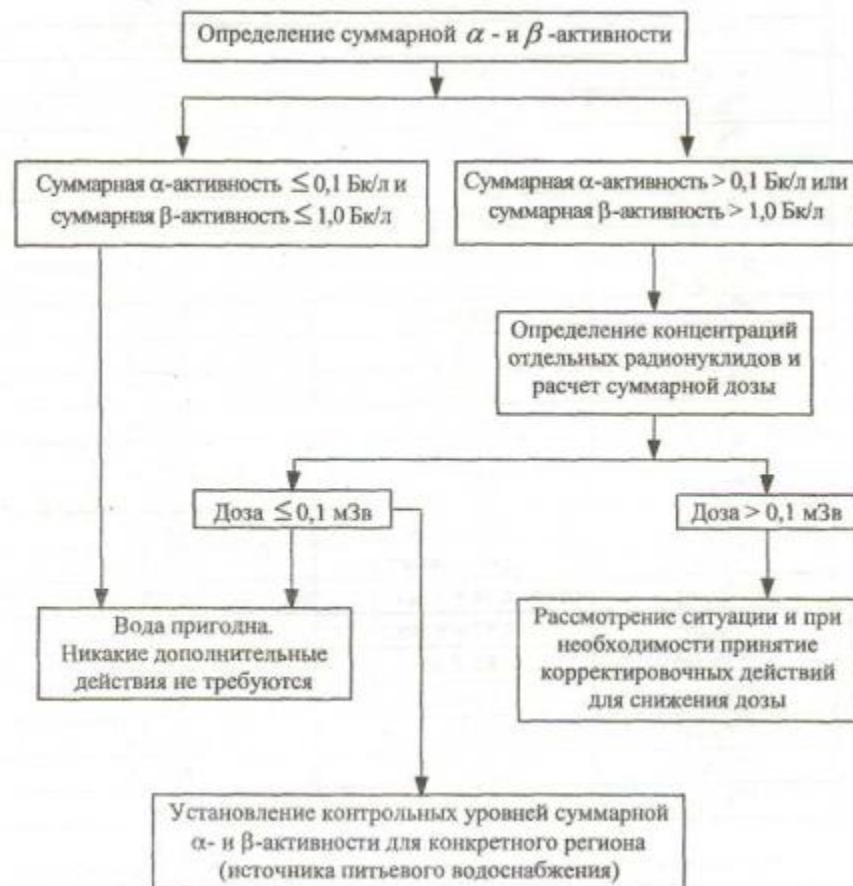 Определение суммарной α - и β -активности
Суммарная α-активность ≤ 0,1 Бк/л и
суммарная β-активность ≤ 1,0 Бк/л
Суммарная α-активность > 0,1 Бк/л или
суммарная β-активность > 1,0 Бк/л
Определение концентраций
отдельных радионуклидов и
расчет суммарной дозы
Доза ≤ 0,1 мЗв
Доза > 0,1 мЗв
Вода пригодна.
Никакие дополнительные
действия не требуются
Рассмотрение ситуации и при
необходимости принятие
корректировочных действий
для снижения дозы
Установление контрольных уровней суммарной
α- и β-активности для конкретного региона
(источника питьевого водоснабжения)